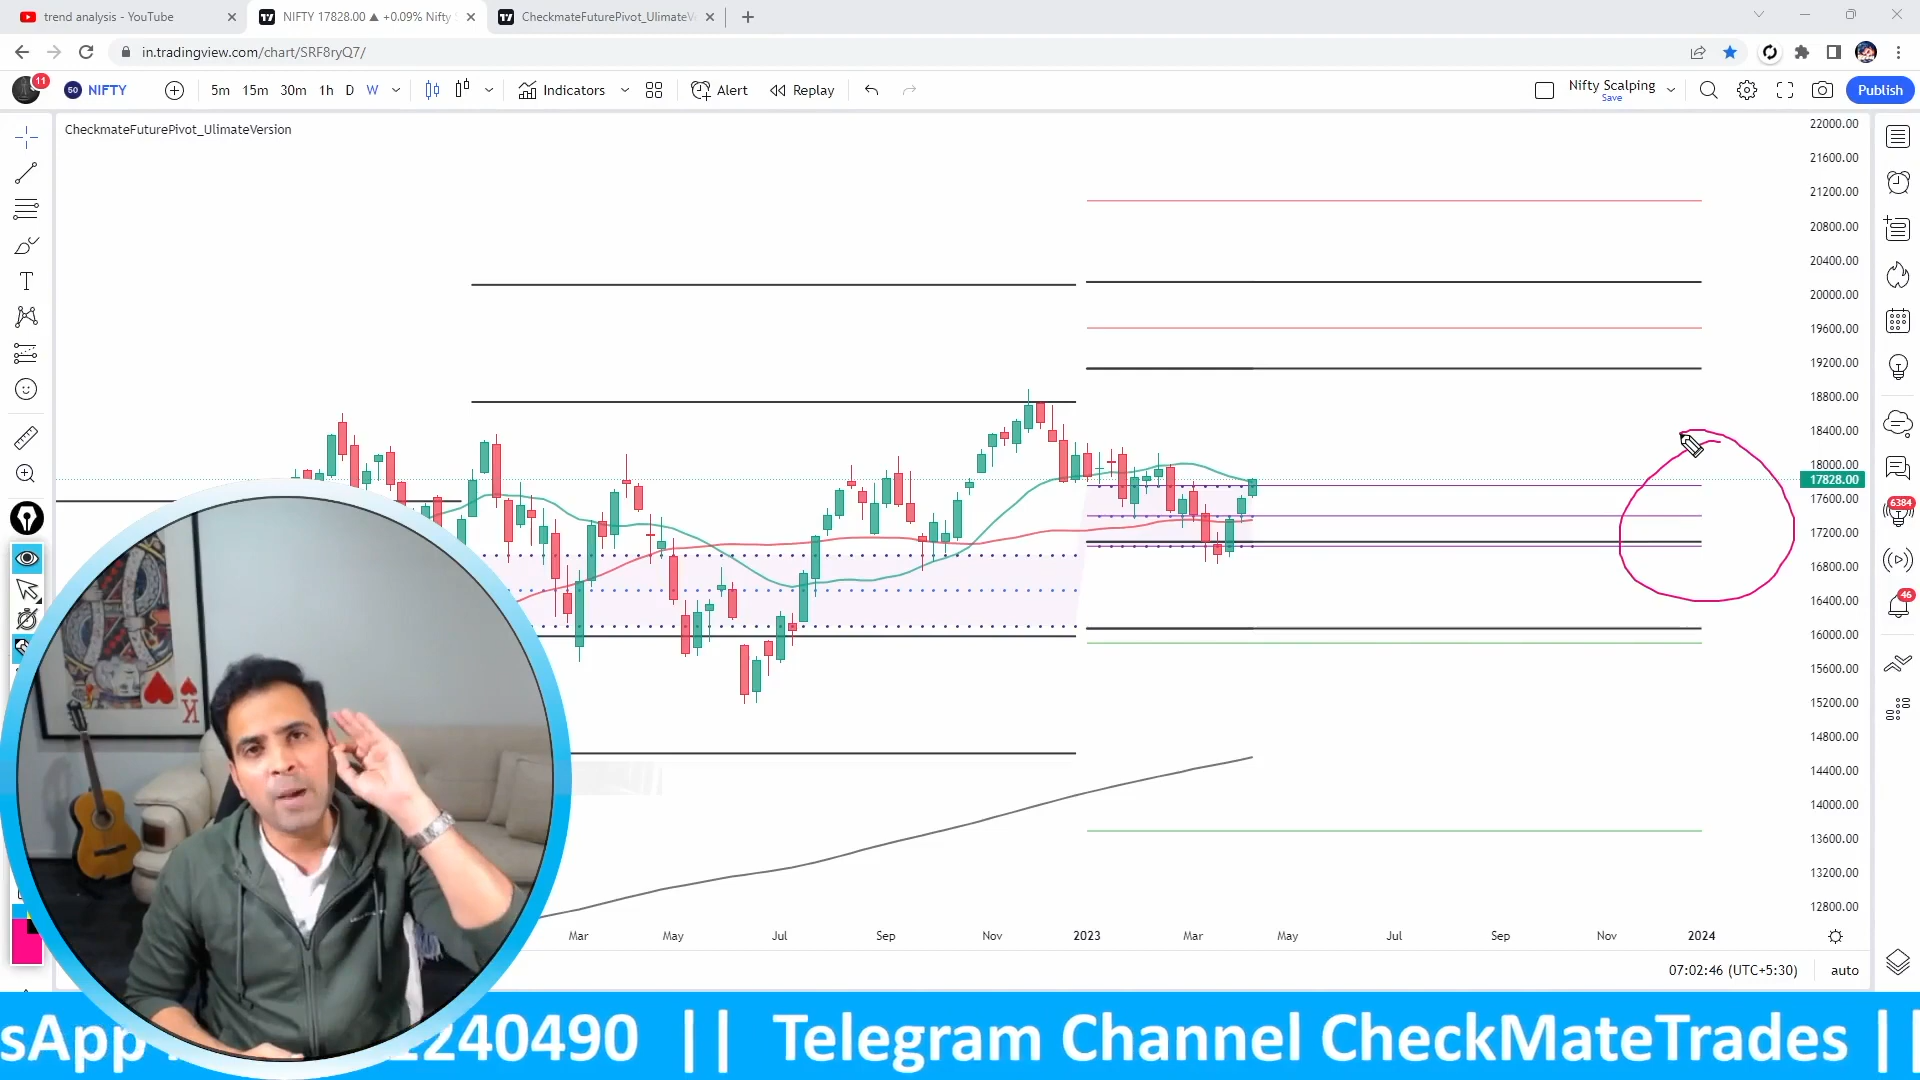 trend analysis - YouTube
NIFTY 17828.00 ▲ +0.09% Nifty
CheckmateFuturePivot_UlimateV
in.tradingview.com/chart/SRF8ryQ7/
11
50 NIFTY
5m 15m 30m 1h D W
Indicators
Alert
Replay
Nifty Scalping
Save
Publish
CheckmateFuturePivot_UlimateVersion
22000.00
21600.00
21200.00
20800.00
20400.00
20000.00
19600.00
19200.00
18800.00
18400.00
18000.00
17828.00
17600.00
17200.00
16800.00
16400.00
16000.00
15600.00
15200.00
14800.00
14400.00
14000.00
13600.00
13200.00
12800.00
6384
46
K
Mar May Jul Sep Nov 2023 Mar May Jul Sep Nov 2024
07:02:46 (UTC+5:30) auto
sApp 2240490 || Telegram Channel CheckMateTrades ||